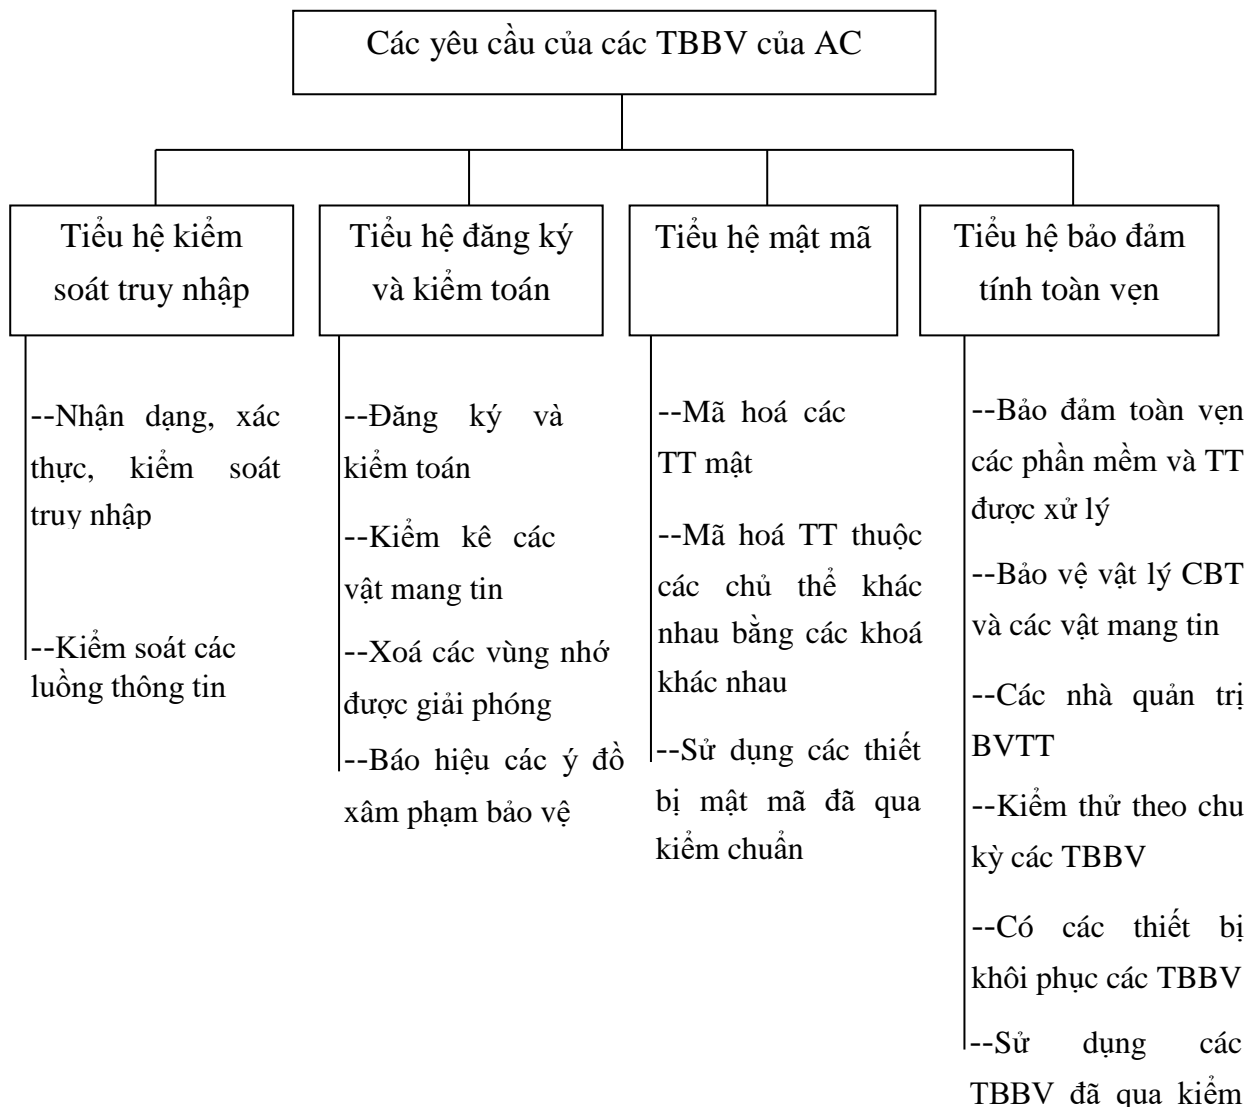 Các yêu cầu của các TBBV của AC
Tiểu hệ kiểm
soát truy nhập
Tiểu hệ đăng ký
và kiểm toán
Tiểu hệ mật mã
Tiểu hệ bảo đảm
tính toàn vẹn
--Nhận dạng, xác
thực, kiểm soát
truy nhập
--Kiểm soát các
luồng thông tin
--Đăng ký và
kiểm toán
--Kiểm kê các
vật mang tin
--Xoá các vùng nhớ
được giải phóng
--Báo hiệu các ý đồ
xâm phạm bảo vệ
--Mã hoá các
TT mật
--Mã hoá TT thuộc
các chủ thể khác
nhau bằng các khoá
khác nhau
--Sử dụng các thiết
bị mật mã đã qua
kiểm chuẩn
--Bảo đảm toàn vẹn
các phần mềm và TT
được xử lý
--Bảo vệ vật lý CBT
và các vật mang tin
--Các nhà quản trị
BVTT
--Kiểm thử theo chu
kỳ các TBBV
--Có các thiết bị
khôi phục các TBBV
--Sử dụng các
TBBV đã qua kiểm